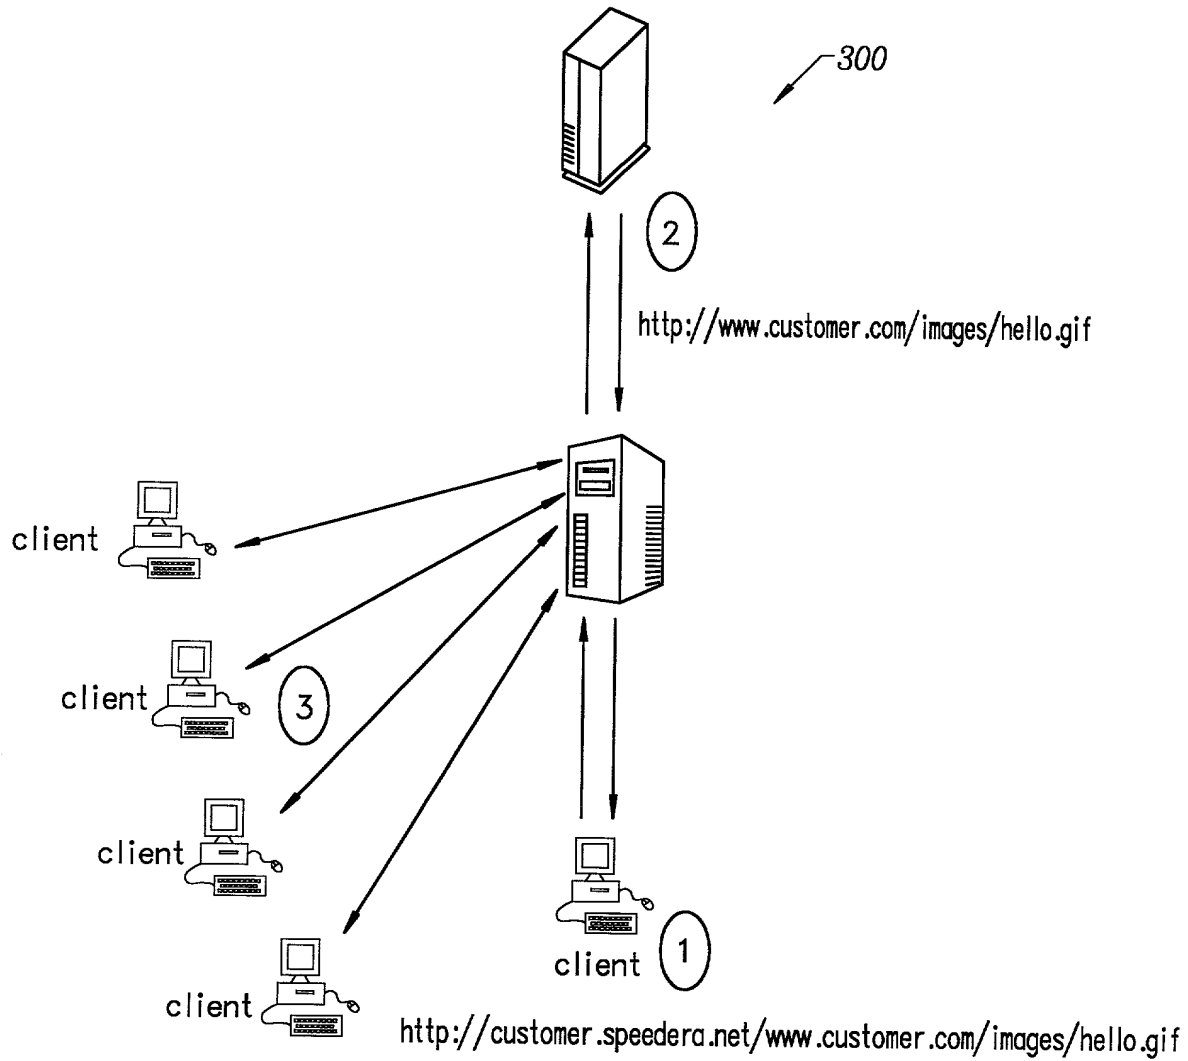 300
2
http://www.customer.com/images/hello.gif
client
client
3
client
client
client
1
http://customer.speedera.net/www.customer.com/images/hello.gif